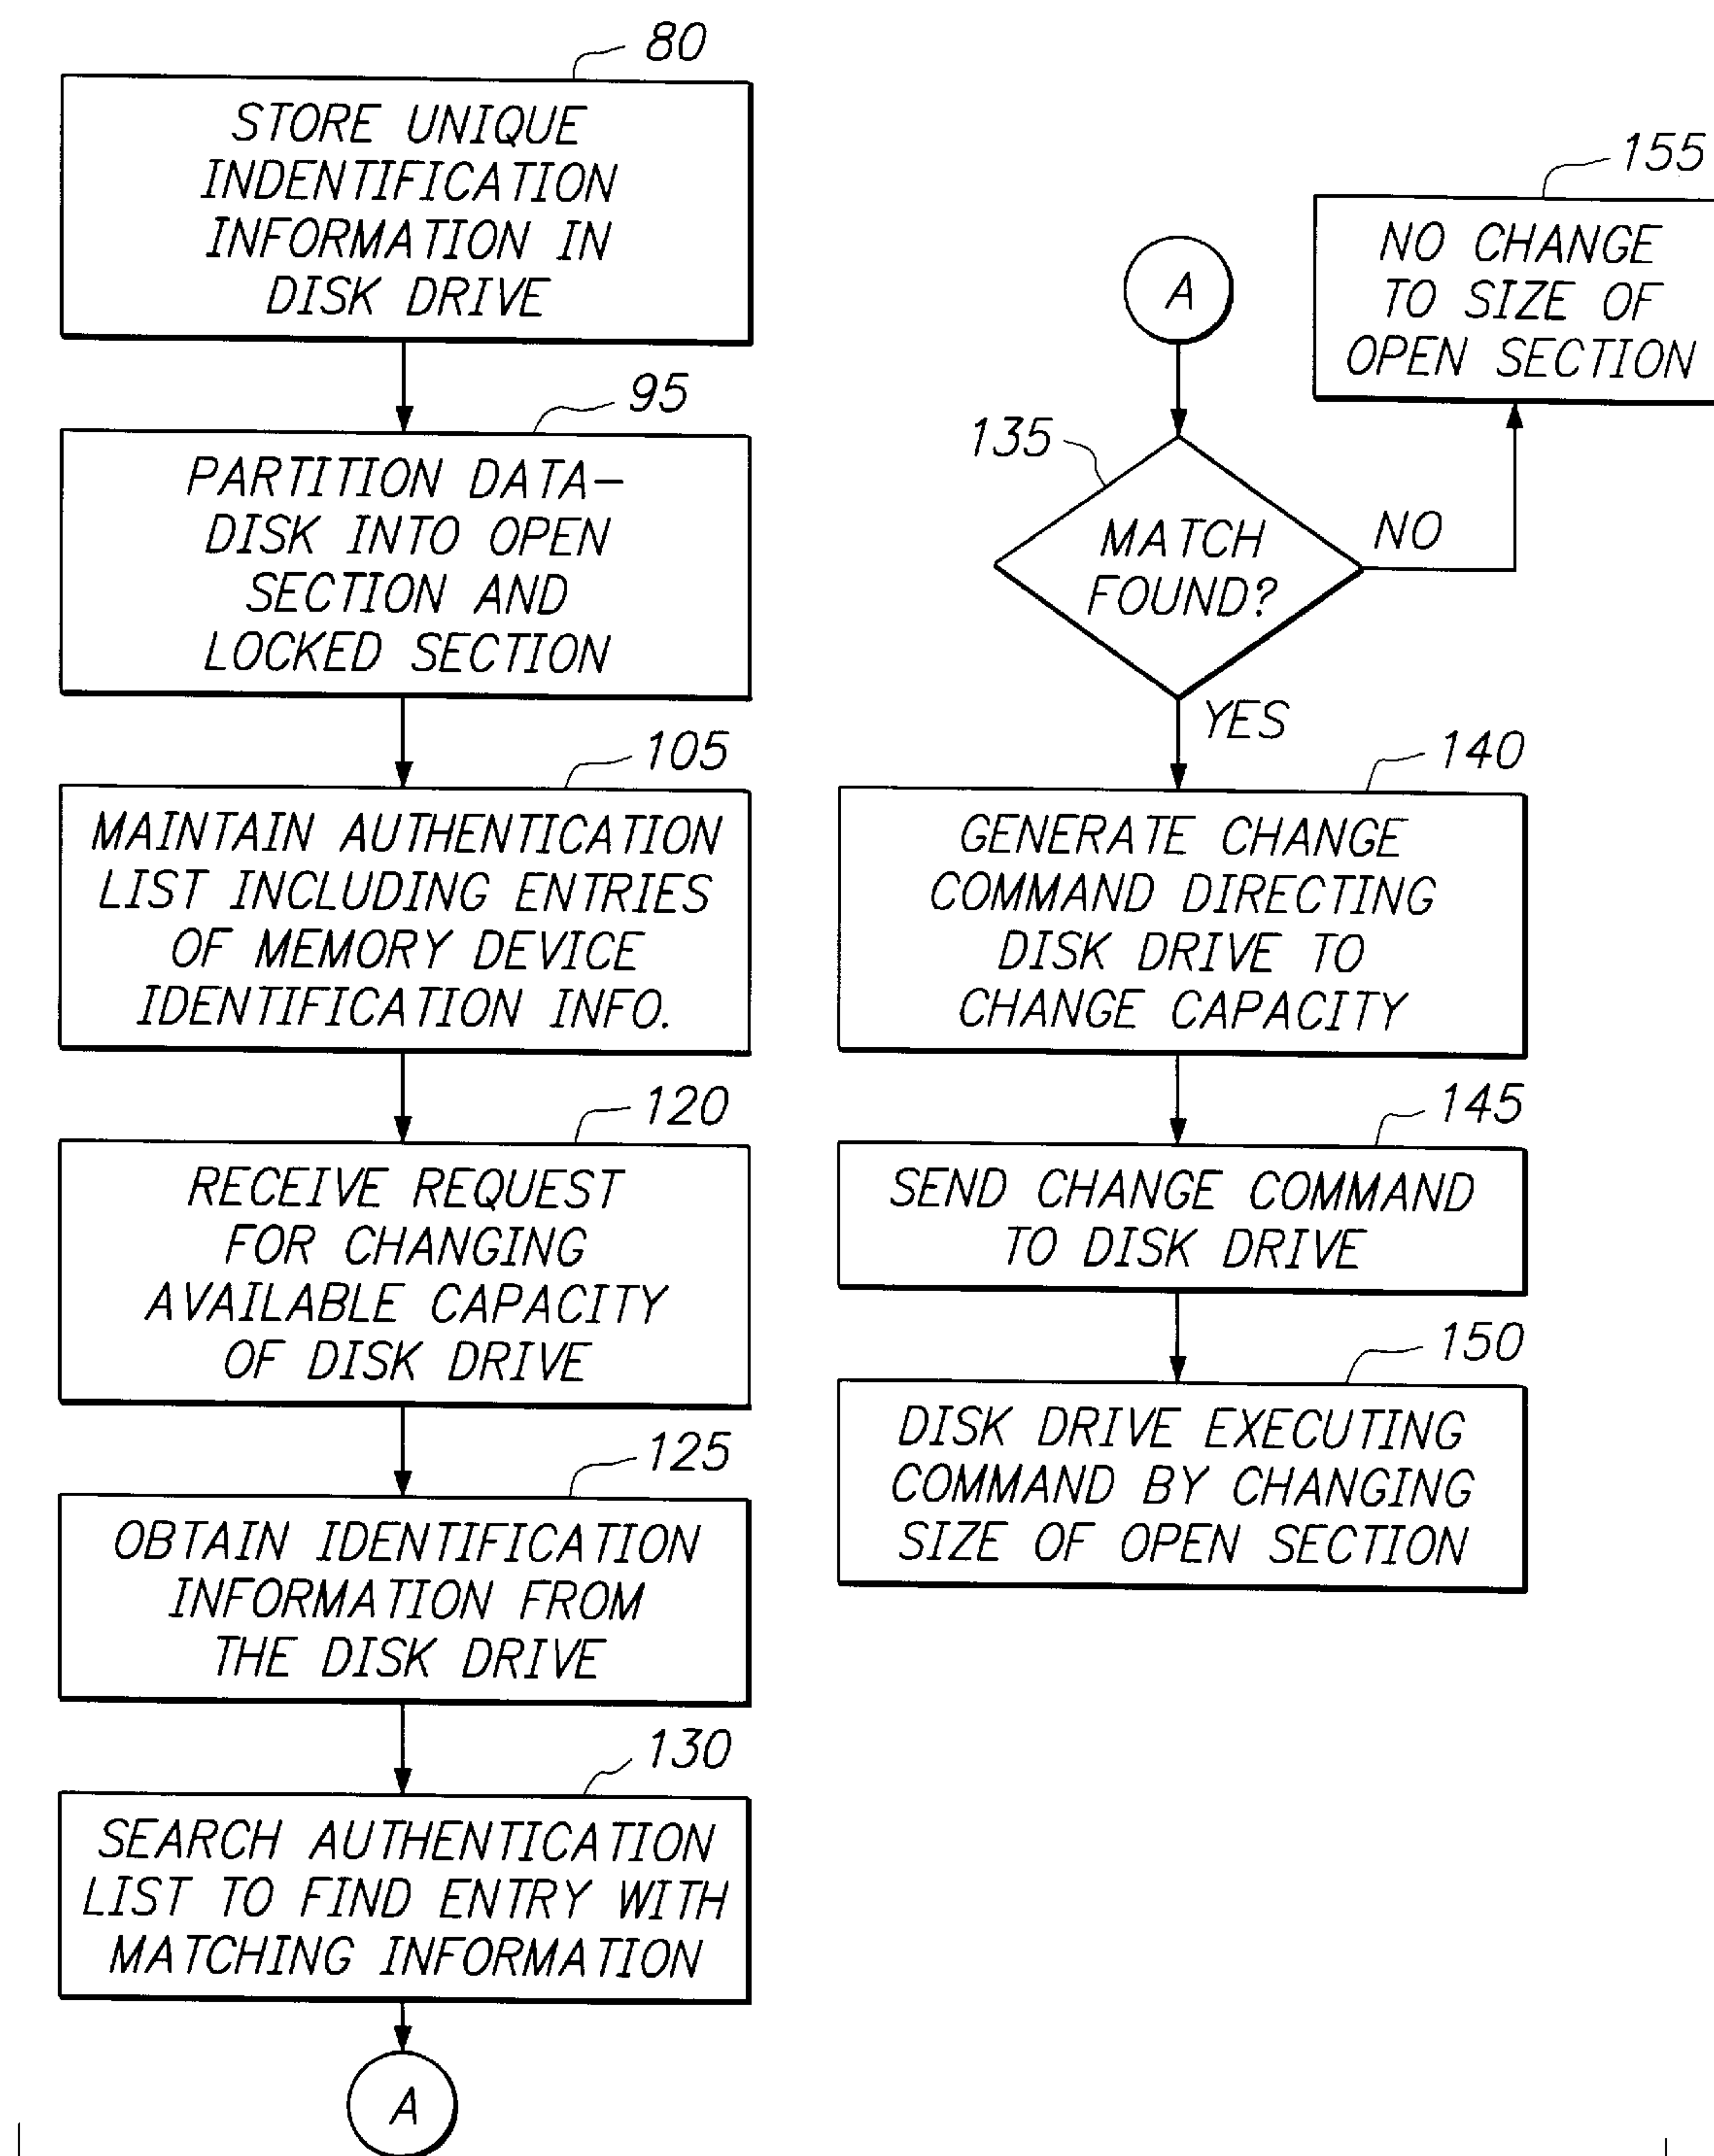 80
STORE UNIQUE
INDENTIFICATION
INFORMATION IN
DISK DRIVE
95
PARTITION DATA-
DISK INTO OPEN
SECTION AND
LOCKED SECTION
105
MAINTAIN AUTHENTICATION
LIST INCLUDING ENTRIES
OF MEMORY DEVICE
IDENTIFICATION INFO.
120
RECEIVE REQUEST
FOR CHANGING
AVAILABLE CAPACITY
OF DISK DRIVE
125
OBTAIN IDENTIFICATION
INFORMATION FROM
THE DISK DRIVE
130
SEARCH AUTHENTICATION
LIST TO FIND ENTRY WITH
MATCHING INFORMATION
A
A
155
NO CHANGE
TO SIZE OF
OPEN SECTION
135
MATCH
FOUND?
NO
YES
140
GENERATE CHANGE
COMMAND DIRECTING
DISK DRIVE TO
CHANGE CAPACITY
145
SEND CHANGE COMMAND
TO DISK DRIVE
150
DISK DRIVE EXECUTING
COMMAND BY CHANGING
SIZE OF OPEN SECTION